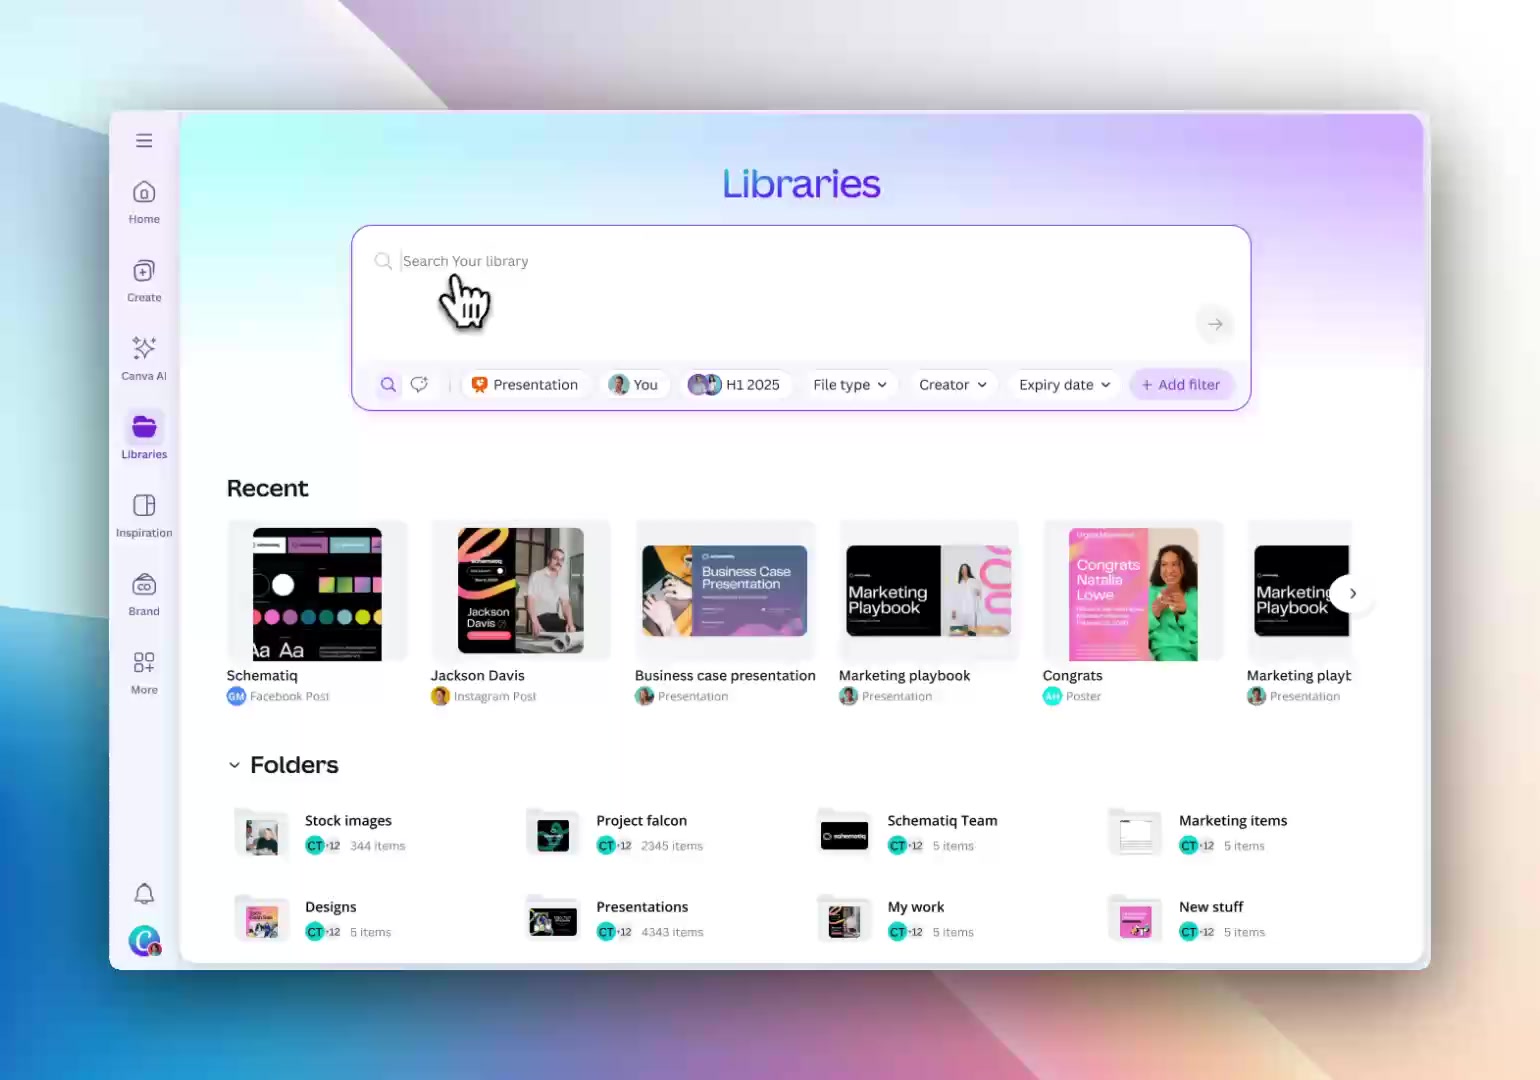 Libraries
Search Your library
Presentation
You
H1 2025
File type
Creator
Expiry date
+ Add filter
Home
Create
Canva AI
Libraries
Inspiration
Brand
More
Recent
Aa Aa
Schematiq
GM Facebook Post
schematiq
Jackson
Davis
Jackson Davis
Instagram Post
Business Case
Presentation
Business case presentation
Presentation
Marketing
Playbook
Marketing playbook
Presentation
Congrats
Natalia
Lowe
Congrats
AH Poster
Marketing
Playbook
Marketing playt
Presentation
Folders
Stock images
CT +12 344 items
Project falcon
CT +12 2345 items
schematiq
Schematiq Team
CT +12 5 items
Marketing items
CT +12 5 items
Designs
CT +12 5 items
Presentations
CT +12 4343 items
My work
CT +12 5 items
New stuff
CT +12 5 items